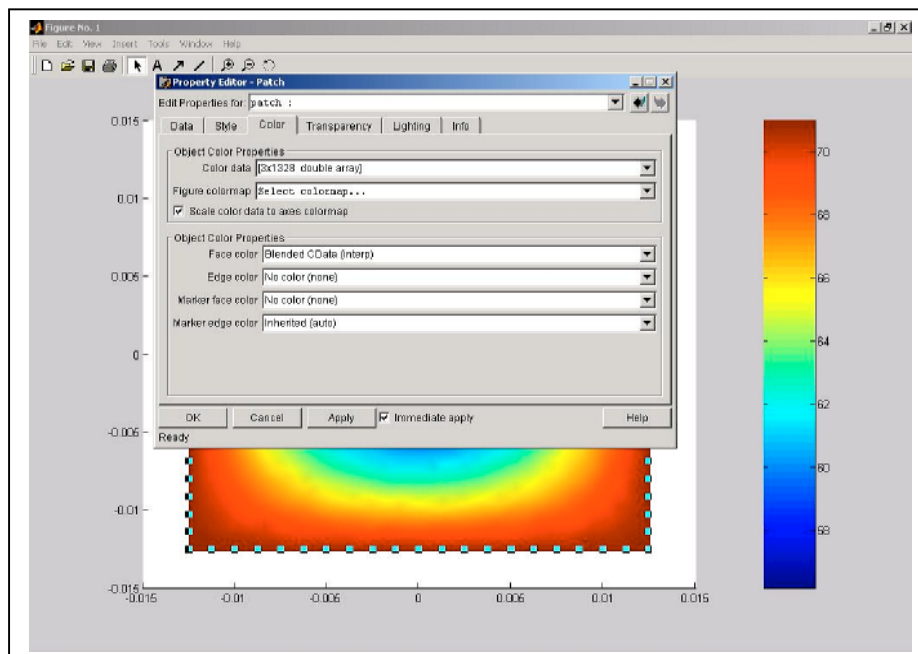 Figure No. 1
File Edit View Insert Tools Window Help
A
Property Editor - Patch
Edit Properties for: patch :
Data Style Color Transparency Lighting Info
Object Color Properties
Color data [3x1328 double array]
Figure colormap Select colormap...
Scale color data to axes colormap
Object Color Properties
Face color Blended CData (interp)
Edge color No color (none)
Marker face color No color (none)
Marker edge color Inherited (auto)
OK Cancel Apply Immediate apply Help
Ready
0.015
0.01
0.005
0
-0.005
-0.01
-0.015
-0.015 -0.01 -0.005 0 0.005 0.01 0.015
70
68
66
64
62
60
58